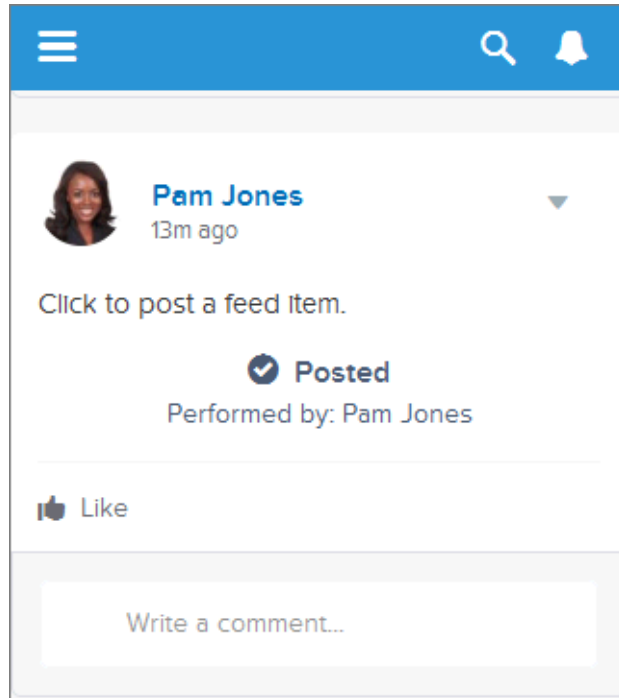 Pam Jones
13m ago
Click to post a feed item.
Posted
Performed by: Pam Jones
Like
Write a comment...